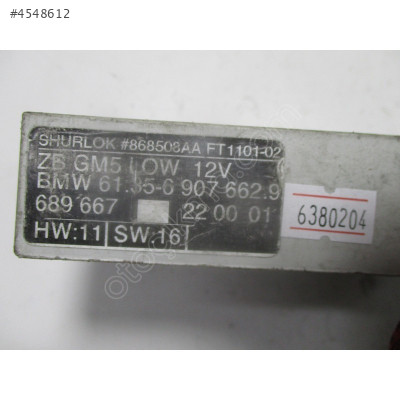 #4548612
SHURLOK #868508AA FT1101-02
ZB GM5 LOW 12V
BMW 61.35-6 907 662.9
689 667 22 00 01
6380204
HW:11 SW:16